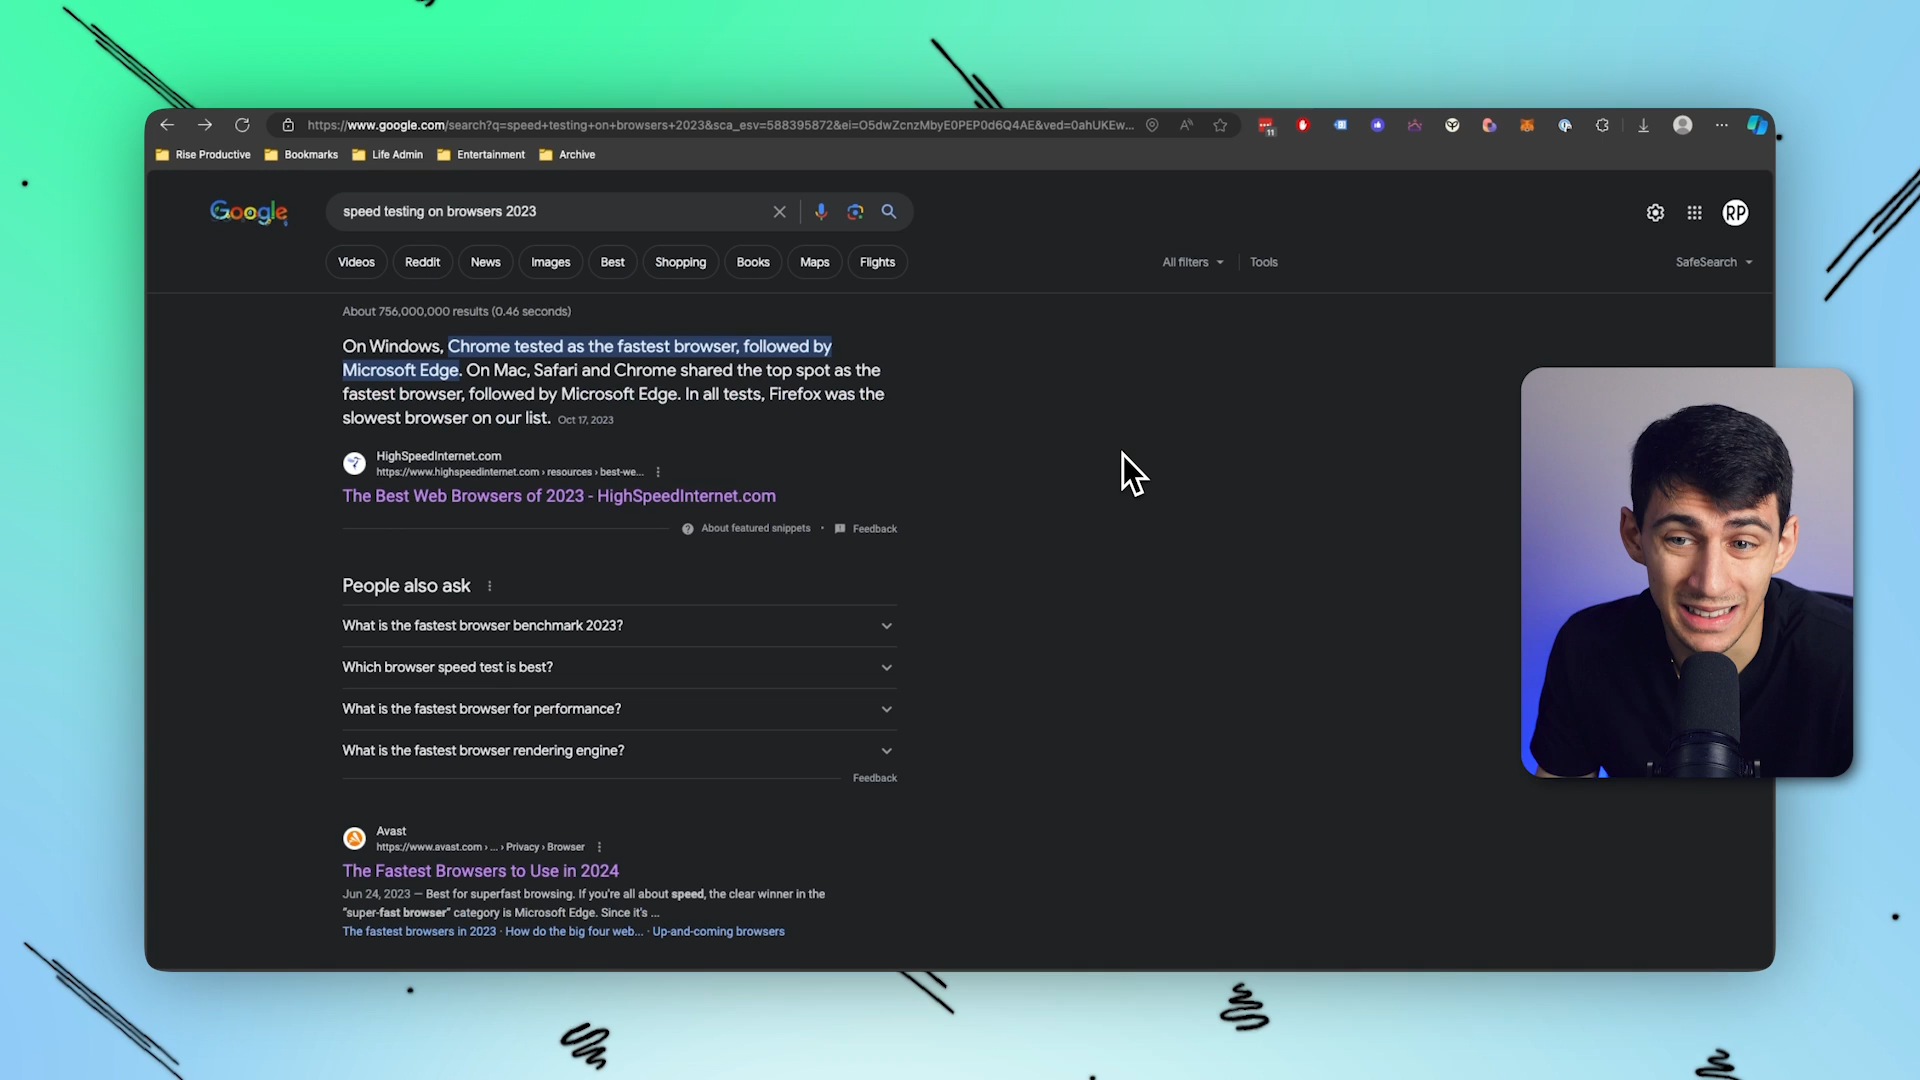 https://www.google.com/search?q=speed+testing+on+browsers+2023&sca_esv=588395872&ei=O5dwZcnzMbyE0PEP0d6Q4AE&ved=0ahUKEw...
11
Rise Productive
Bookmarks
Life Admin
Entertainment
Archive
Google
speed testing on browsers 2023
RP
Videos
Reddit
News
Images
Best
Shopping
Books
Maps
Flights
All filters
Tools
SafeSearch
About 756,000,000 results (0.46 seconds)
On Windows, Chrome tested as the fastest browser, followed by
Microsoft Edge. On Mac, Safari and Chrome shared the top spot as the
fastest browser, followed by Microsoft Edge. In all tests, Firefox was the
slowest browser on our list. Oct 17, 2023
HighSpeedInternet.com
https://www.highspeedinternet.com › resources › best-we...
The Best Web Browsers of 2023 - HighSpeedInternet.com
About featured snippets • Feedback
People also ask
What is the fastest browser benchmark 2023?
Which browser speed test is best?
What is the fastest browser for performance?
What is the fastest browser rendering engine?
Feedback
Avast
https://www.avast.com › ... › Privacy › Browser
The Fastest Browsers to Use in 2024
Jun 24, 2023 — Best for superfast browsing. If you're all about speed, the clear winner in the
"super-fast browser" category is Microsoft Edge. Since it's ...
The fastest browsers in 2023 · How do the big four web... · Up-and-coming browsers